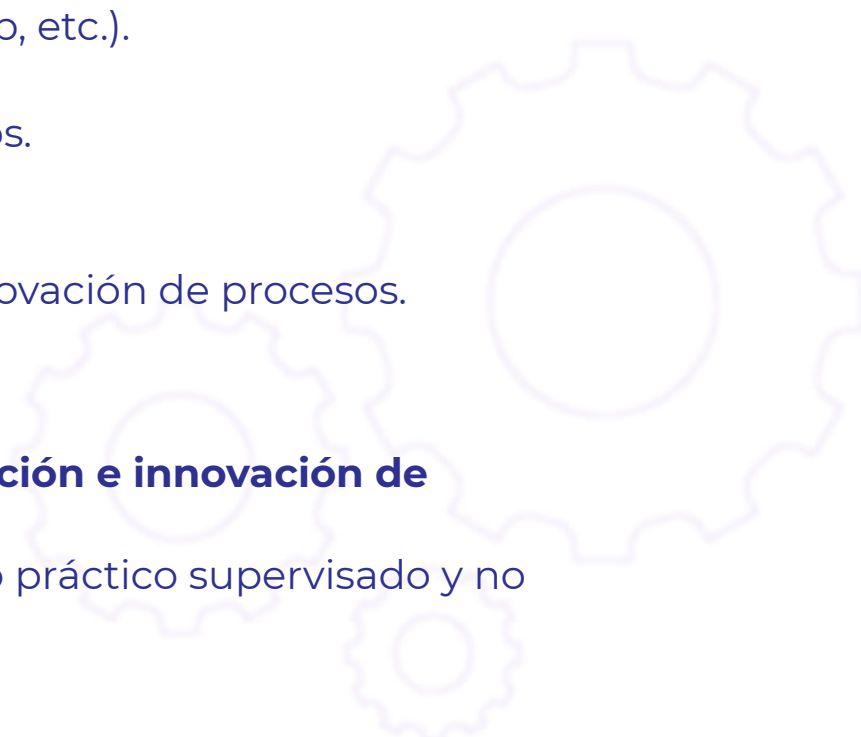 o, etc.).
os.
ovación de procesos.
ción e innovación de
o práctico supervisado y no